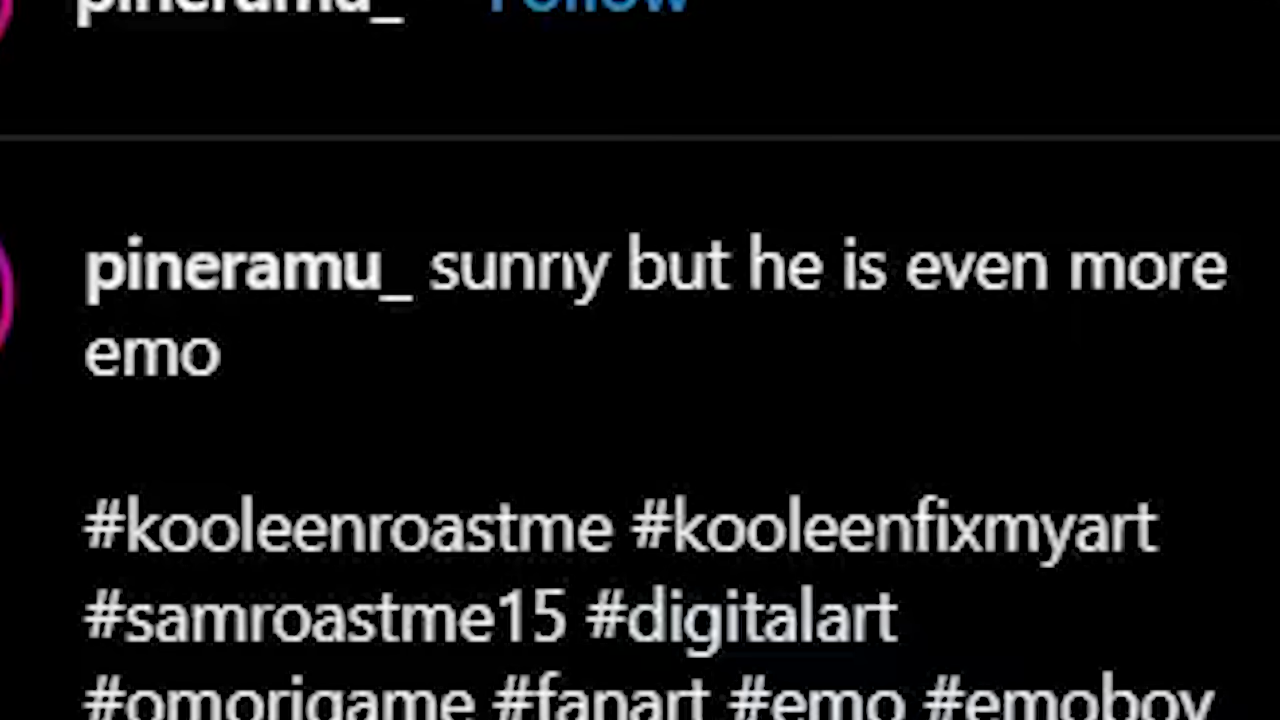 pineramu_ Follow
pineramu_ sunny but he is even more
emo
#kooleenroastme #kooleenfixmyart
#samroastme15 #digitalart
#omorigame #fanart #emo #emoboy